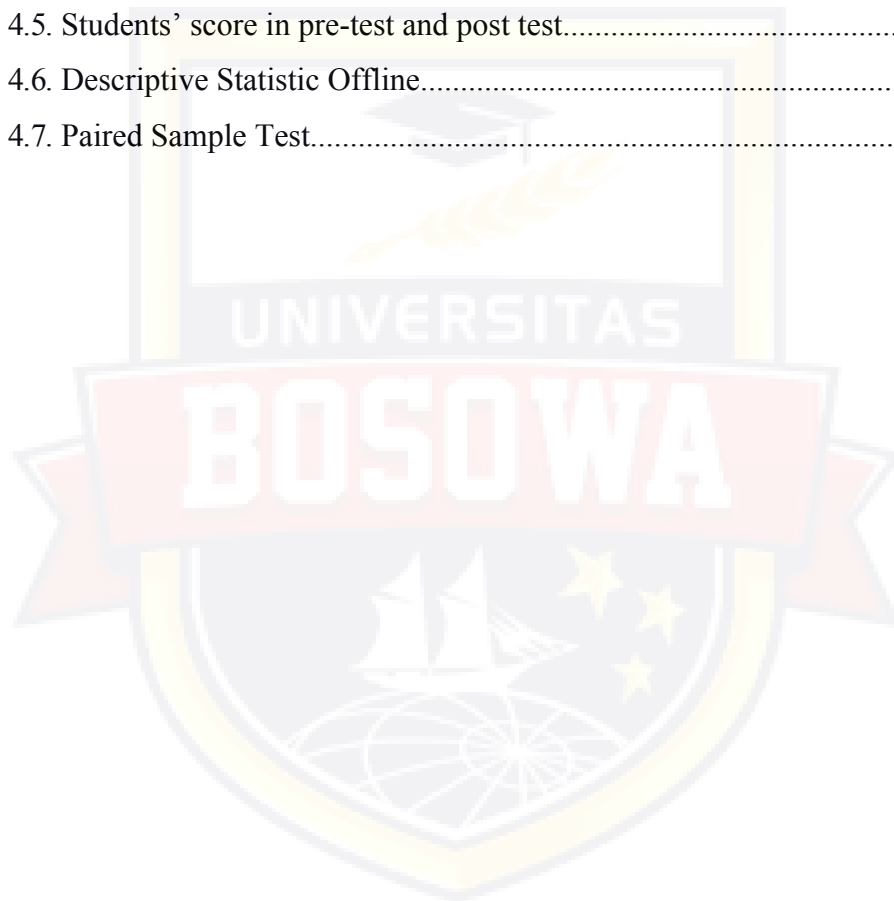 4.5. Students’ score in pre-test and post test.....................................
4.6. Descriptive Statistic Offline.......................................................
4.7. Paired Sample Test....................................................................
UNIVERSITAS
BOSOWA